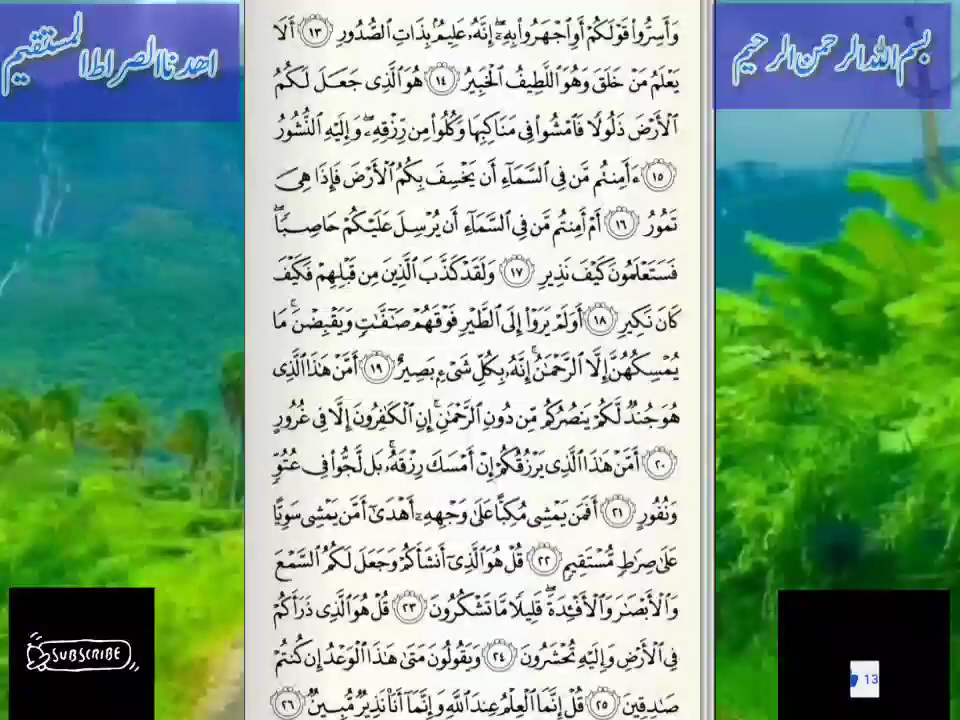 اهدنا الصراط المستقيم
بسم الله الرحمن الرحيم
وَأَسِرُّوا۟ قَوْلَكُمْ أَوِ ٱجْهَرُوا۟ بِهِۦٓ ۖ إِنَّهُۥ عَلِيمٌۢ بِذَاتِ ٱلصُّدُورِ ١٣ أَلَا
يَعْلَمُ مَنْ خَلَقَ وَهُوَ ٱللَّطِيفُ ٱلْخَبِيرُ ١٤ هُوَ ٱلَّذِى جَعَلَ لَكُمُ
ٱلْأَرْضَ ذَلُولًا فَٱمْشُوا۟ فِى مَنَاكِبِهَا وَكُلُوا۟ مِن رِّزْقِهِۦ ۖ وَإِلَيْهِ ٱلنُّشُورُ
١٥ ءَأَمِنتُم مَّن فِى ٱلسَّمَآءِ أَن يَخْسِفَ بِكُمُ ٱلْأَرْضَ فَإِذَا هِىَ
تَمُورُ ١٦ أَمْ أَمِنتُم مَّن فِى ٱلسَّمَآءِ أَن يُرْسِلَ عَلَيْكُمْ حَاصِبًا ۖ
فَسَتَعْلَمُونَ كَيْفَ نَذِيرِ ١٧ وَلَقَدْ كَذَّبَ ٱلَّذِينَ مِن قَبْلِهِمْ فَكَيْفَ
كَانَ نَكِيرِ ١٨ أَوَلَمْ يَرَوْا۟ إِلَى ٱلطَّيْرِ فَوْقَهُمْ صَـٰٓفَّـٰتٍ وَيَقْبِضْنَ ۚ مَا
يُمْسِكُهُنَّ إِلَّا ٱلرَّحْمَـٰنُ ۚ إِنَّهُۥ بِكُلِّ شَىْءٍۭ بَصِيرٌ ١٩ أَمَّنْ هَـٰذَا ٱلَّذِى
هُوَ جُندٌ لَّكُمْ يَنصُرُكُم مِّن دُونِ ٱلرَّحْمَـٰنِ ۚ إِنِ ٱلْكَـٰفِرُونَ إِلَّا فِى غُرُورٍ
٢٠ أَمَّنْ هَـٰذَا ٱلَّذِى يَرْزُقُكُمْ إِنْ أَمْسَكَ رِزْقَهُۥ ۚ بَل لَّجُّوا۟ فِى عُتُوٍّ
وَنُفُورٍ ٢١ أَفَمَن يَمْشِى مُكِبًّا عَلَىٰ وَجْهِهِۦٓ أَهْدَىٰٓ أَمَّن يَمْشِى سَوِيًّا
عَلَىٰ صِرَٰطٍ مُّسْتَقِيمٍ ٢٢ قُلْ هُوَ ٱلَّذِىٓ أَنشَأَكُمْ وَجَعَلَ لَكُمُ ٱلسَّمْعَ
وَٱلْأَبْصَـٰرَ وَٱلْأَفْـِٔدَةَ ۖ قَلِيلًا مَّا تَشْكُرُونَ ٢٣ قُلْ هُوَ ٱلَّذِى ذَرَأَكُمْ
فِى ٱلْأَرْضِ وَإِلَيْهِ تُحْشَرُونَ ٢٤ وَيَقُولُونَ مَتَىٰ هَـٰذَا ٱلْوَعْدُ إِن كُنتُمْ
صَـٰدِقِينَ ٢٥ قُلْ إِنَّمَا ٱلْعِلْمُ عِندَ ٱللَّهِ وَإِنَّمَآ أَنَا۠ نَذِيرٌ مُّبِينٌ ٢٦
SUBSCRIBE
13